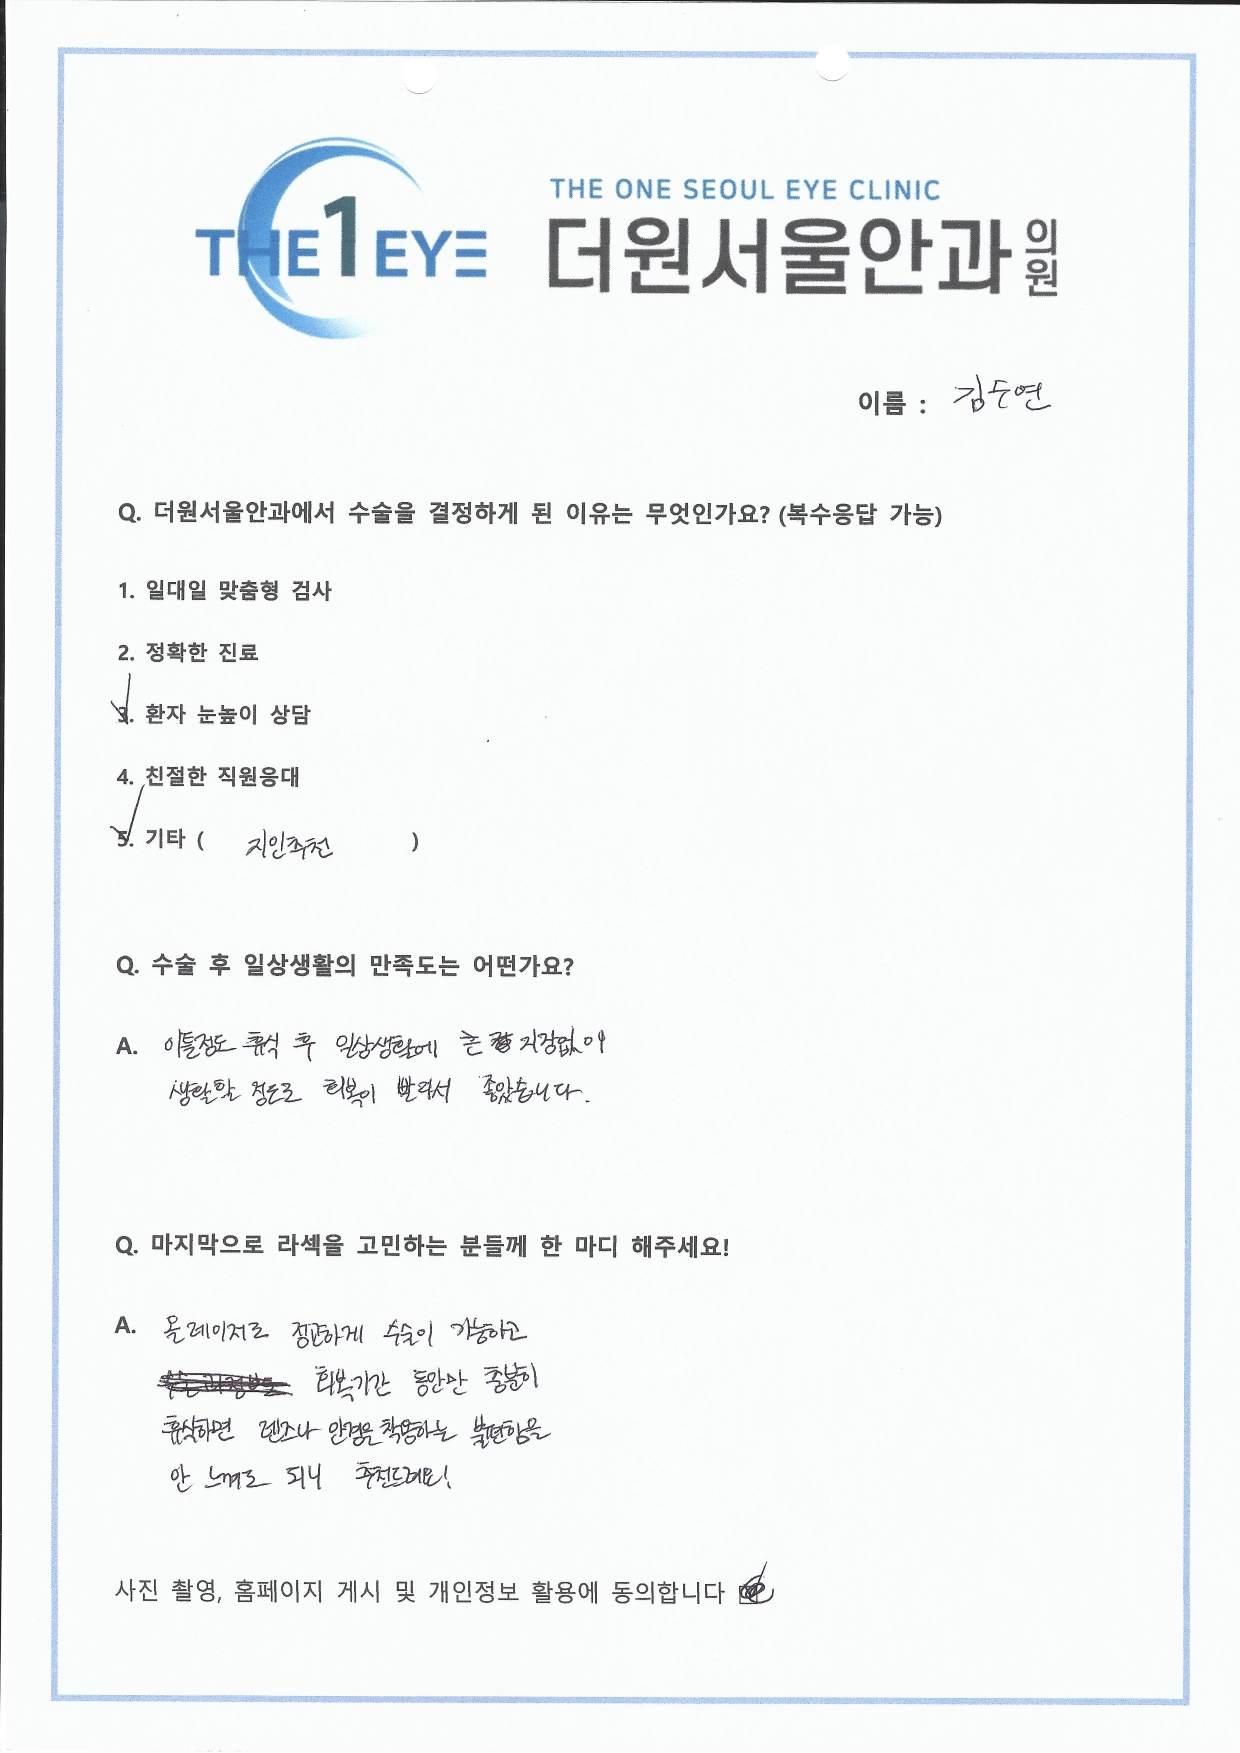 THE1EYE
THE ONE SEOUL EYE CLINIC
더원서울안과의원
이름 : 김수연
Q. 더원서울안과에서 수술을 결정하게 된 이유는 무엇인가요? (복수응답 가능)
1. 일대일 맞춤형 검사
2. 정확한 진료
3. 환자 눈높이 상담
4. 친절한 직원응대
5. 기타 ( 지인추천 )
Q. 수술 후 일상생활의 만족도는 어떤가요?
A. 이틀정도 휴식 후 일상생활에 큰 지장없이
생활할 정도로 회복이 빨라서 좋았습니다.
Q. 마지막으로 라섹을 고민하는 분들께 한 마디 해주세요!
A. 올레이저로 정교하게 수술이 가능하고
회복기간 동안만 충분히
휴식하면 렌즈나 안경을 착용하는 불편함을
안 느껴도 되니 추천드려요!
사진 촬영, 홈페이지 게시 및 개인정보 활용에 동의합니다